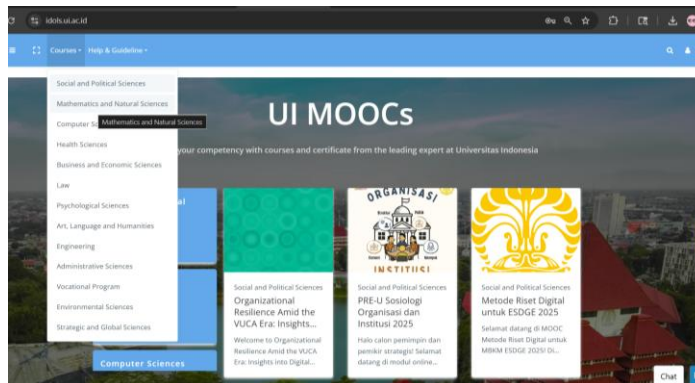 idols.ui.ac.id
Courses
Help & Guideline
Social and Political Sciences
Mathematics and Natural Sciences
Computer Sc
Mathematics and Natural Sciences
Health Sciences
Business and Economic Sciences
Law
Psychological Sciences
Art, Language and Humanities
Engineering
Administrative Sciences
Vocational Program
Environmental Sciences
Strategic and Global Sciences
UI MOOCs
your competency with courses and certificate from the leading expert at Universitas Indonesia
Computer Sciences
Social and Political Sciences
Organizational
Resilience Amid the
VUCA Era: Insights...
Welcome to Organizational
Resilience Amid the VUCA
Era: Insights into Digital...
ORGANISASI
INSTITUSI
Social and Political Sciences
PRE-U Sosiologi
Organisasi dan
Institusi 2025
Halo calon pemimpin dan
pemikir strategis! Selamat
datang di modul online...
Social and Political Sciences
Metode Riset Digital
untuk ESDGE 2025
Selamat datang di MOOC
Metode Riset Digital untuk
MBKM ESDGE 2025! Di...
Chat